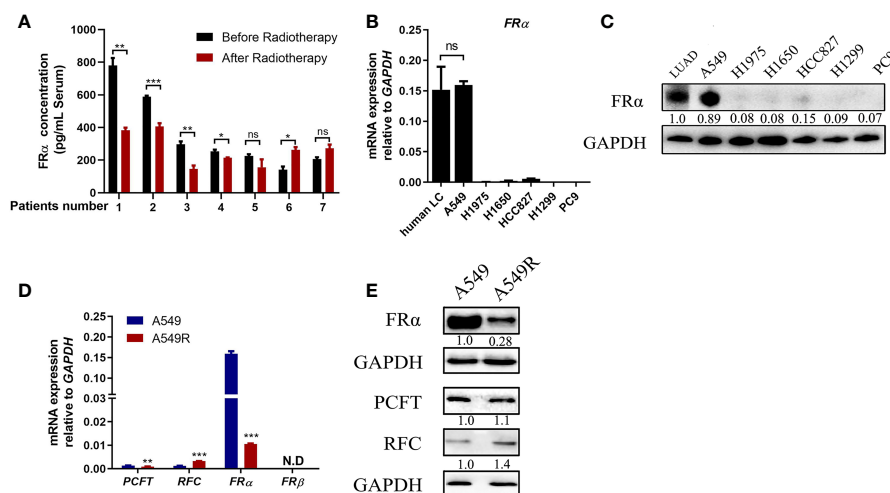 A
Before Radiotherapy
After Radiotherapy
FRα concentration
(pg/mL Serum)
1000
800
600
400
200
0
** *** ** * ns * ns
Patients number 1 2 3 4 5 6 7
B
FRα
mRNA expression
relative to GAPDH
0.20
0.15
0.10
0.05
0.00
ns
human LC A549 H1975 H1650 HCC827 H1299 PC9
C
LUAD A549 H1975 H1650 HCC827 H1299 PC9
FRα
1.0 0.89 0.08 0.08 0.15 0.09 0.07
GAPDH
D
A549
A549R
mRNA expression
relative to GAPDH
0.20
0.15
0.10
0.05
0.03
0.02
0.01
0.00
** *** *** N.D
PCFT RFC FRα FRβ
E
A549 A549R
FRα
1.0 0.28
GAPDH
PCFT
1.0 1.1
RFC
1.0 1.4
GAPDH